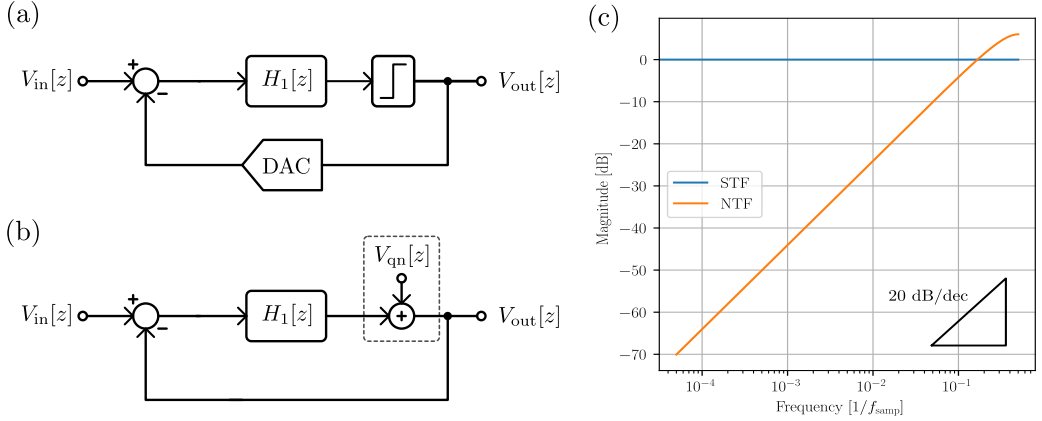 (a)
V_in[z]
+
−
H_1[z]
V_out[z]
DAC
(b)
V_qn[z]
V_in[z]
+
−
H_1[z]
+
V_out[z]
(c)
0
−10
−20
−30
−40
−50
−60
−70
Magnitude [dB]
STF
NTF
20 dB/dec
10^−4
10^−3
10^−2
10^−1
Frequency [1/f_samp]